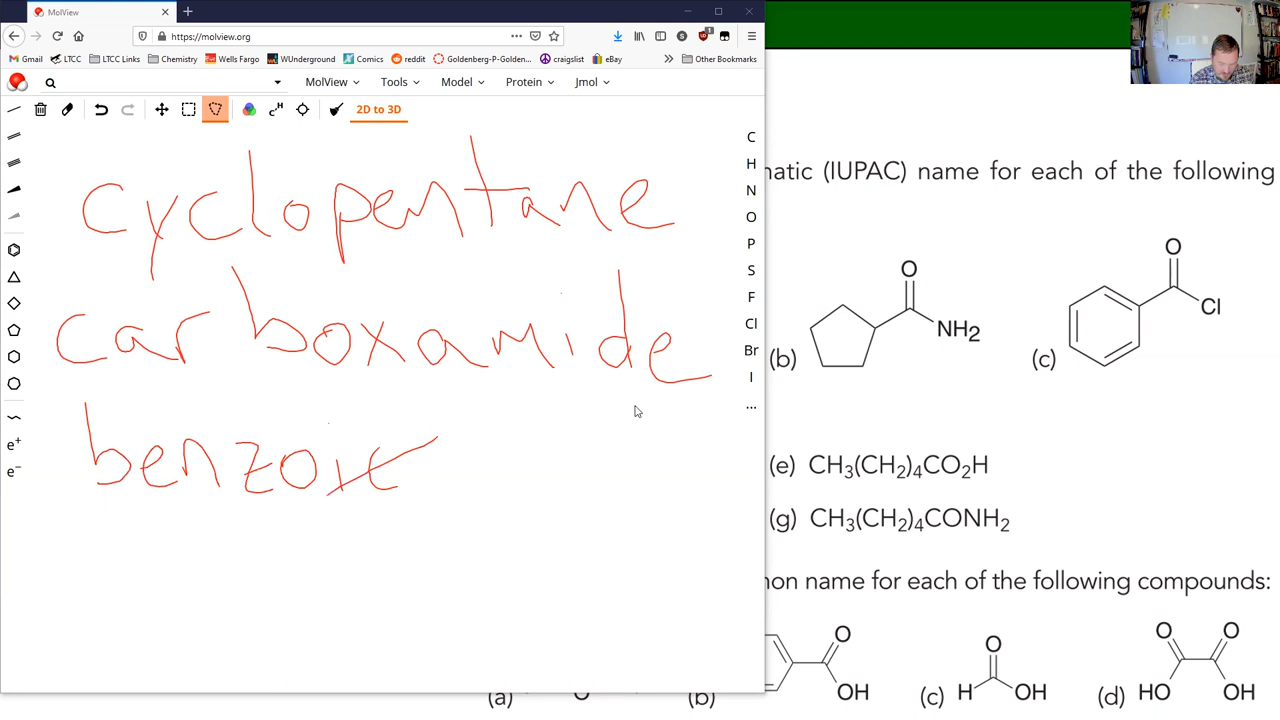 MolView
https://molview.org
Gmail LTCC LTCC Links Chemistry Wells Fargo WUnderground Comics reddit Goldenberg-P-Golden... craigslist eBay Other Bookmarks
MolView Tools Model Protein Jmol
2D to 3D
C
H
N
O
P
S
F
Cl
Br
I
...
e+
e−
cyclopentane
carboxamide
benzoic
matic (IUPAC) name for each of the following
(b) O NH2
(c) O Cl
(e) CH3(CH2)4CO2H
(g) CH3(CH2)4CONH2
non name for each of the following compounds:
(a) O
(b) O OH
(c) O H OH
(d) O O HO OH